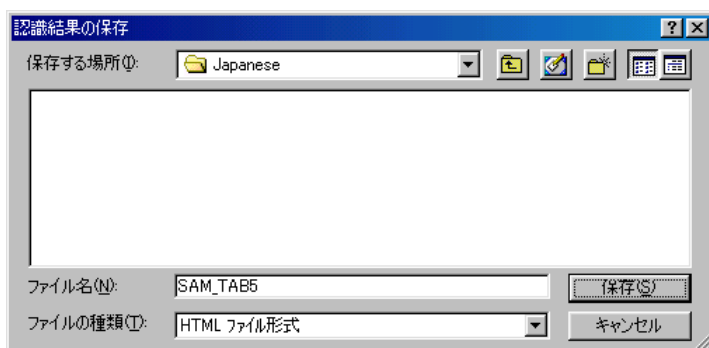 認識結果の保存
保存する場所(I): Japanese
ファイル名(N): SAM_TAB5 保存(S)
ファイルの種類(T): HTML ファイル形式 キャンセル